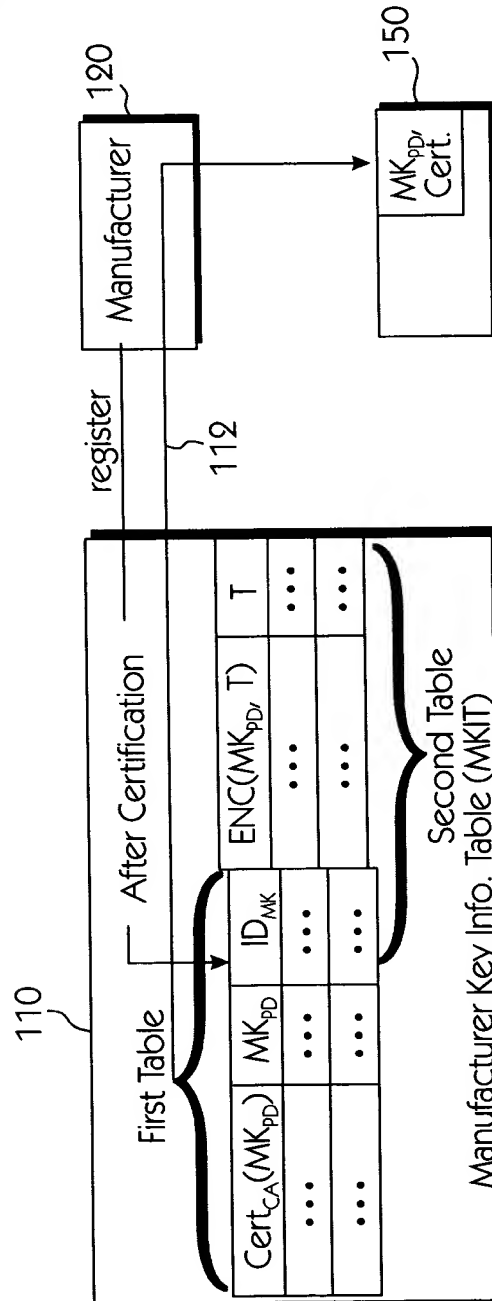 110
First Table
After Certification
register
Manufacturer
120
112
Cert_CA(MK_PD) MK_PD ID_MK ENC(MK_PD, T) T
... ... ... ... ...
... ... ... ... ...
Second Table
Manufacturer Key Info. Table (MKIT)
MK_PD,
Cert.
150